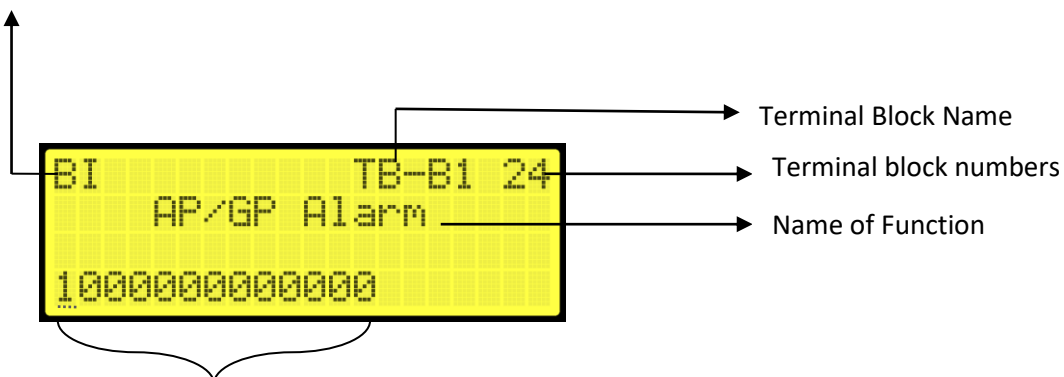 Terminal Block Name
BI TB-B1 24
Terminal block numbers
AP/GP Alarm
Name of Function
1000000000000